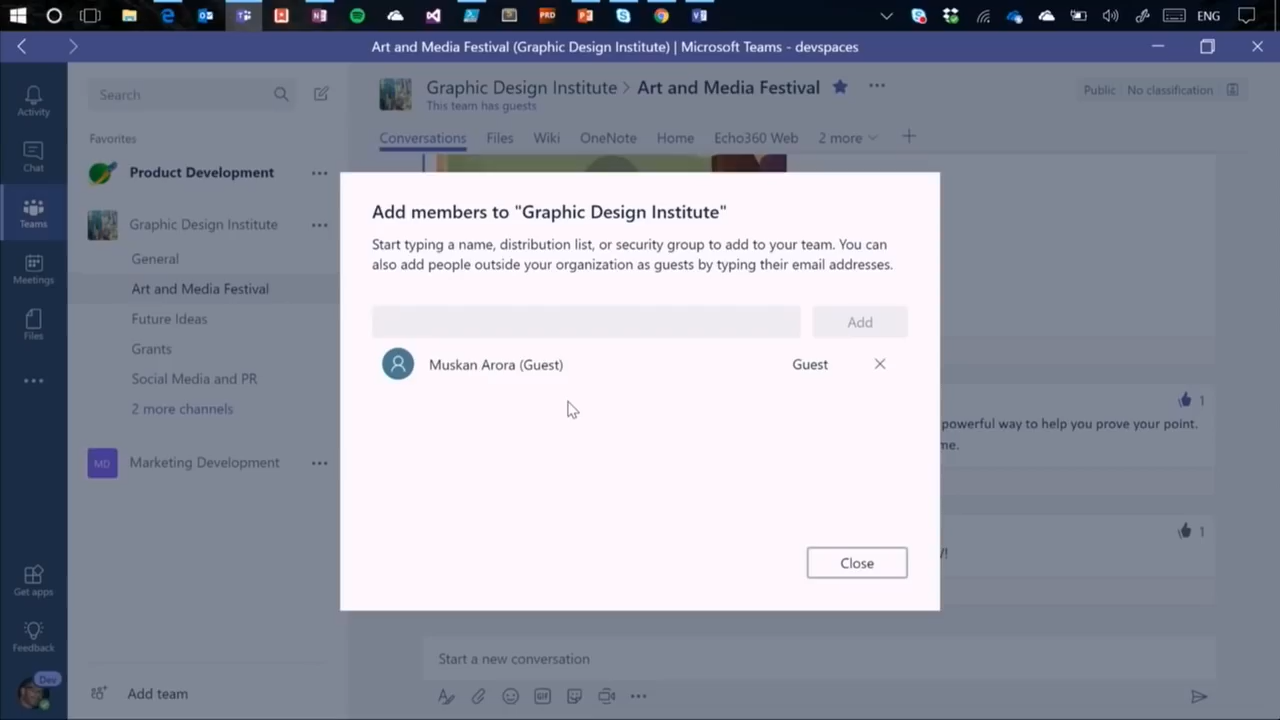 ENG
Art and Media Festival (Graphic Design Institute) | Microsoft Teams - devspaces
Activity
Chat
Teams
Meetings
Files
Get apps
Feedback
Dev
Search
Favorites
Product Development
Graphic Design Institute
General
Art and Media Festival
Future Ideas
Grants
Social Media and PR
2 more channels
MD
Marketing Development
Add team
Graphic Design Institute > Art and Media Festival
This team has guests
Public No classification
Conversations Files Wiki OneNote Home Echo360 Web 2 more
Add members to "Graphic Design Institute"
Start typing a name, distribution list, or security group to add to your team. You can
also add people outside your organization as guests by typing their email addresses.
Add
Muskan Arora (Guest) Guest
Close
1
powerful way to help you prove your point.
me.
1
Start a new conversation
GIF